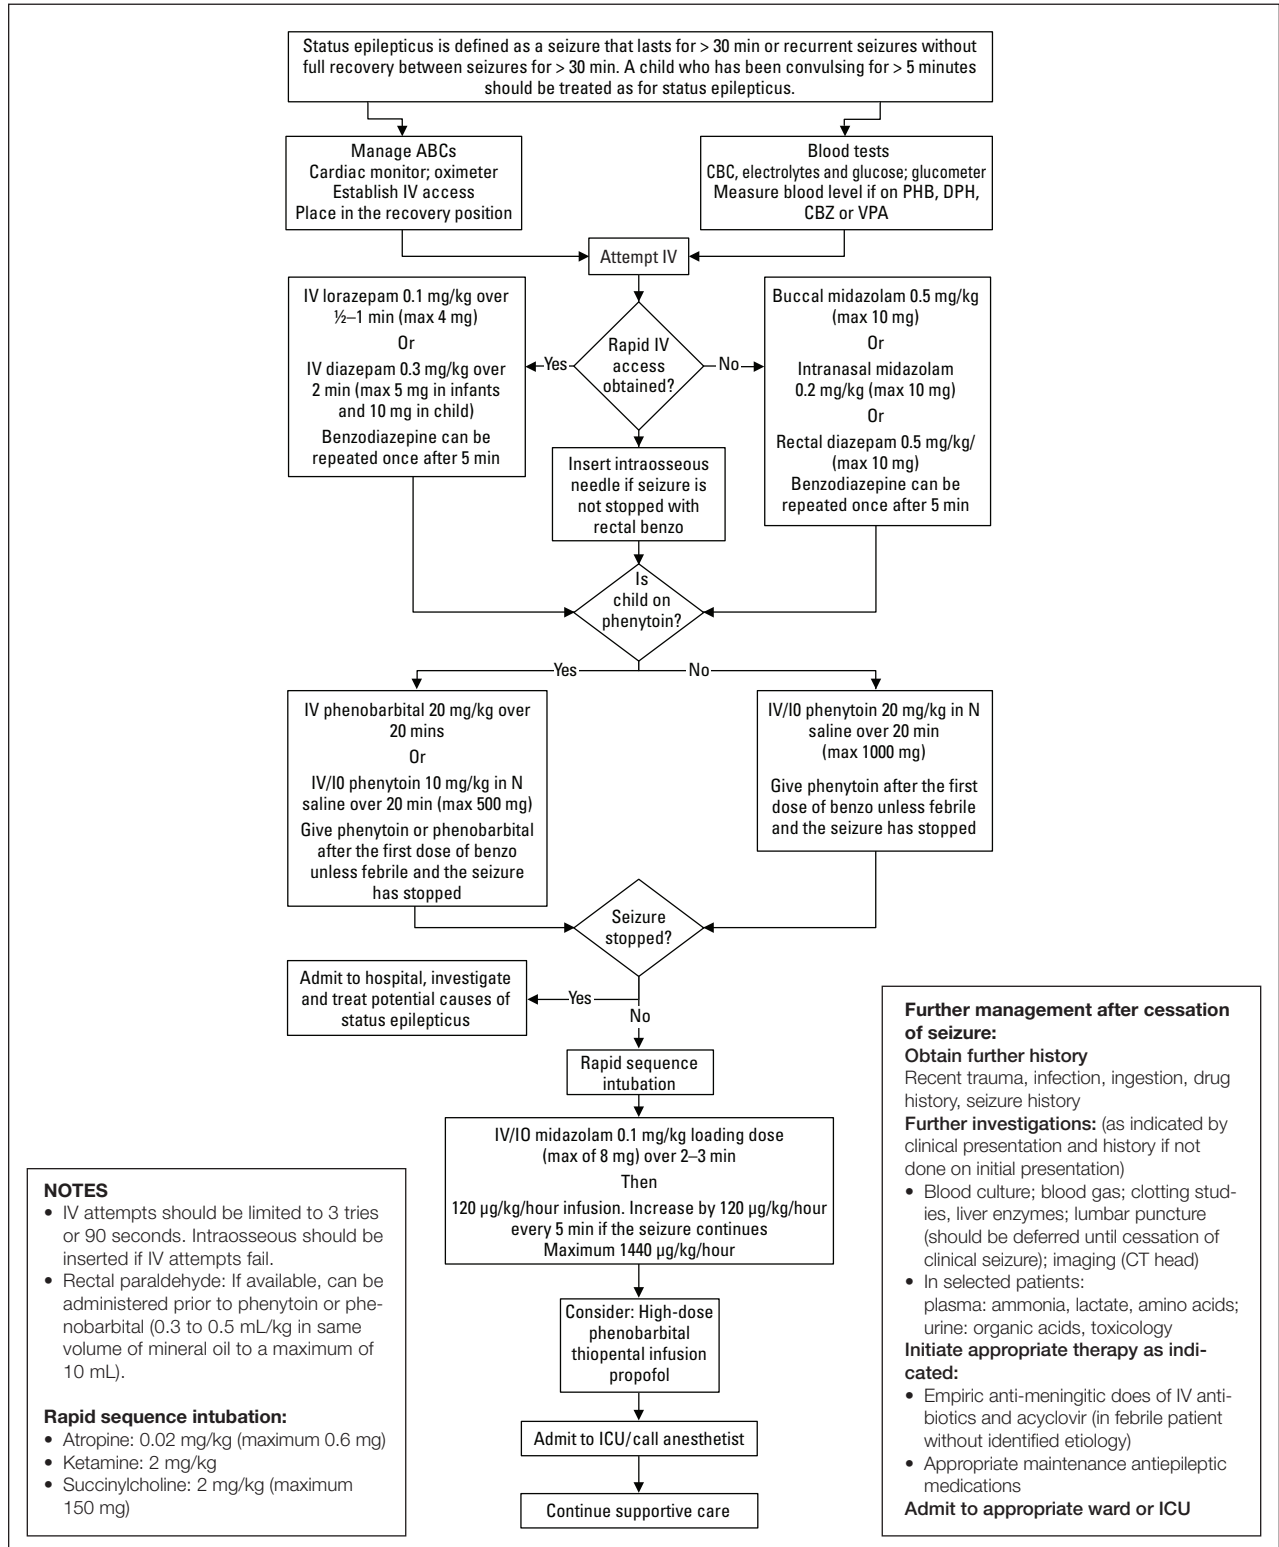 Status epilepticus is defined as a seizure that lasts for > 30 min or recurrent seizures without
full recovery between seizures for > 30 min. A child who has been convulsing for > 5 minutes
should be treated as for status epilepticus.
Manage ABCs
Cardiac monitor; oximeter
Establish IV access
Place in the recovery position
Blood tests
CBC, electrolytes and glucose; glucometer
Measure blood level if on PHB, DPH,
CBZ or VPA
Attempt IV
IV lorazepam 0.1 mg/kg over
½–1 min (max 4 mg)
Or
IV diazepam 0.3 mg/kg over
2 min (max 5 mg in infants
and 10 mg in child)
Benzodiazepine can be
repeated once after 5 min
Yes
Rapid IV
access
obtained?
No
Buccal midazolam 0.5 mg/kg
(max 10 mg)
Or
Intranasal midazolam
0.2 mg/kg (max 10 mg)
Or
Rectal diazepam 0.5 mg/kg/
(max 10 mg)
Benzodiazepine can be
repeated once after 5 min
Insert intraosseous
needle if seizure is
not stopped with
rectal benzo
Is
child on
phenytoin?
Yes
No
IV phenobarbital 20 mg/kg over
20 mins
Or
IV/IO phenytoin 10 mg/kg in N
saline over 20 min (max 500 mg)
Give phenytoin or phenobarbital
after the first dose of benzo
unless febrile and the seizure
has stopped
IV/IO phenytoin 20 mg/kg in N
saline over 20 min
(max 1000 mg)
Give phenytoin after the first
dose of benzo unless febrile
and the seizure has stopped
Seizure
stopped?
Admit to hospital, investigate
and treat potential causes of
status epilepticus
Yes
No
Rapid sequence
intubation
IV/IO midazolam 0.1 mg/kg loading dose
(max of 8 mg) over 2–3 min
Then
120 µg/kg/hour infusion. Increase by 120 µg/kg/hour
every 5 min if the seizure continues
Maximum 1440 µg/kg/hour
Consider: High-dose
phenobarbital
thiopental infusion
propofol
Admit to ICU/call anesthetist
Continue supportive care
NOTES
• IV attempts should be limited to 3 tries
or 90 seconds. Intraosseous should be
inserted if IV attempts fail.
• Rectal paraldehyde: If available, can be
administered prior to phenytoin or phe-
nobarbital (0.3 to 0.5 mL/kg in same
volume of mineral oil to a maximum of
10 mL).
Rapid sequence intubation:
• Atropine: 0.02 mg/kg (maximum 0.6 mg)
• Ketamine: 2 mg/kg
• Succinylcholine: 2 mg/kg (maximum
150 mg)
Further management after cessation
of seizure:
Obtain further history
Recent trauma, infection, ingestion, drug
history, seizure history
Further investigations: (as indicated by
clinical presentation and history if not
done on initial presentation)
• Blood culture; blood gas; clotting stud-
ies, liver enzymes; lumbar puncture
(should be deferred until cessation of
clinical seizure); imaging (CT head)
• In selected patients:
plasma: ammonia, lactate, amino acids;
urine: organic acids, toxicology
Initiate appropriate therapy as indi-
cated:
• Empiric anti-meningitic does of IV anti-
biotics and acyclovir (in febrile patient
without identified etiology)
• Appropriate maintenance antiepileptic
medications
Admit to appropriate ward or ICU